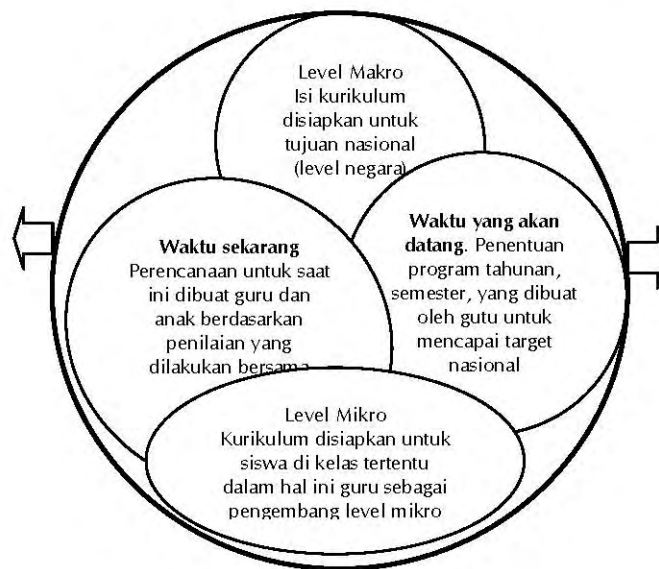 Level Makro
Isi kurikulum
disiapkan untuk
tujuan nasional
(level negara)
Waktu sekarang
Perencanaan untuk saat
ini dibuat guru dan
anak berdasarkan
penilaian yang
dilakukan bersama
Waktu yang akan
datang. Penentuan
program tahunan,
semester, yang dibuat
oleh gutu untuk
mencapai target
nasional
Level Mikro
Kurikulum disiapkan untuk
siswa di kelas tertentu
dalam hal ini guru sebagai
pengembang level mikro